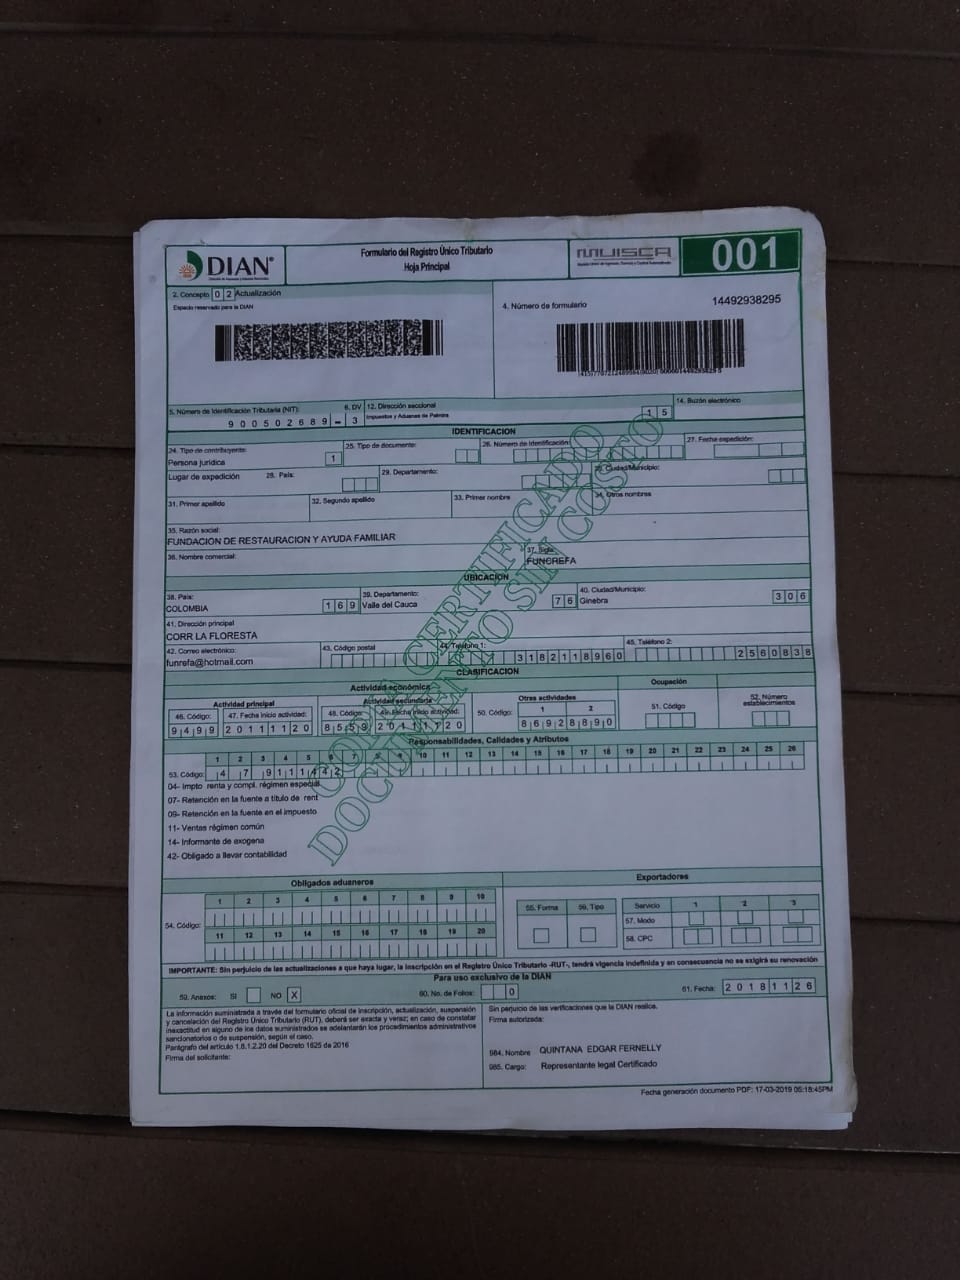 DIAN®
Formulario del Registro Único Tributario
Hoja Principal
MUISCA
001
2. Concepto 0 2 Actualización
Espacio reservado para la DIAN
4. Número de formulario
14492938295
5. Número de Identificación Tributaria (NIT):
9 0 0 5 0 2 6 8 9 -
6. DV
3
12. Dirección seccional
Impuestos y Aduanas de Palmira
1 5
14. Buzón electrónico
IDENTIFICACION
24. Tipo de contribuyente:
Persona jurídica
1
25. Tipo de documento:
26. Número de Identificación:
27. Fecha expedición:
Lugar de expedición
28. País:
29. Departamento:
30. Ciudad/Municipio:
31. Primer apellido
32. Segundo apellido
33. Primer nombre
34. Otros nombres
35. Razón social:
FUNDACION DE RESTAURACION Y AYUDA FAMILIAR
36. Nombre comercial:
37. Sigla:
FUNCREFA
UBICACION
38. País:
COLOMBIA
1 6 9
39. Departamento:
Valle del Cauca
7 6
40. Ciudad/Municipio:
Ginebra
3 0 6
41. Dirección principal
CORR LA FLORESTA
42. Correo electrónico:
funrefa@hotmail.com
43. Código postal
44. Teléfono 1:
3 1 8 2 1 1 8 9 6 0
45. Teléfono 2:
2 5 6 0 8 3 8
CLASIFICACION
Actividad económica
Ocupación
Actividad principal
Actividad secundaria
Otras actividades
46. Código:
9 4 9 9
47. Fecha inicio actividad:
2 0 1 1 1 1 2 0
48. Código:
8 5 5 9
49. Fecha inicio actividad:
2 0 1 1 1 1 2 0
50. Código:
1 2
8 6 9 2 8 8 9 0
51. Código
52. Número establecimientos
Responsabilidades, Calidades y Atributos
1 2 3 4 5 6 7 8 9 10 11 12 13 14 15 16 17 18 19 20 21 22 23 24 25 26
53. Código: 4 7 9 1 1 1 4 4 2
04- Impto renta y compl. régimen especial
07- Retención en la fuente a título de rent
09- Retención en la fuente en el impuesto
11- Ventas régimen común
14- Informante de exogena
42- Obligado a llevar contabilidad
COPIA CERTIFICADO
DOCUMENTO SIN COSTO
Obligados aduaneros
1 2 3 4 5 6 7 8 9 10
54. Código:
11 12 13 14 15 16 17 18 19 20
Exportadores
55. Forma
56. Tipo
Servicio 1 2 3
57. Modo
58. CPC
IMPORTANTE: Sin perjuicio de las actualizaciones a que haya lugar, la inscripción en el Registro Único Tributario -RUT-, tendrá vigencia indefinida y en consecuencia no se exigirá su renovación
Para uso exclusivo de la DIAN
59. Anexos: SI NO X
60. No. de Folios: 0
61. Fecha: 2 0 1 8 1 1 2 6
La información suministrada a través del formulario oficial de inscripción, actualización, suspensión
y cancelación del Registro Único Tributario (RUT), deberá ser exacta y veraz; en caso de constatar
inexactitud en alguno de los datos suministrados se adelantarán los procedimientos administrativos
sancionatorios o de suspensión, según el caso.
Parágrafo del artículo 1.6.1.2.20 del Decreto 1625 de 2016
Firma del solicitante:
Sin perjuicio de las verificaciones que la DIAN realice.
Firma autorizada:
984. Nombre QUINTANA EDGAR FERNELLY
985. Cargo: Representante legal Certificado
Fecha generación documento PDF: 17-03-2019 05:18:45PM